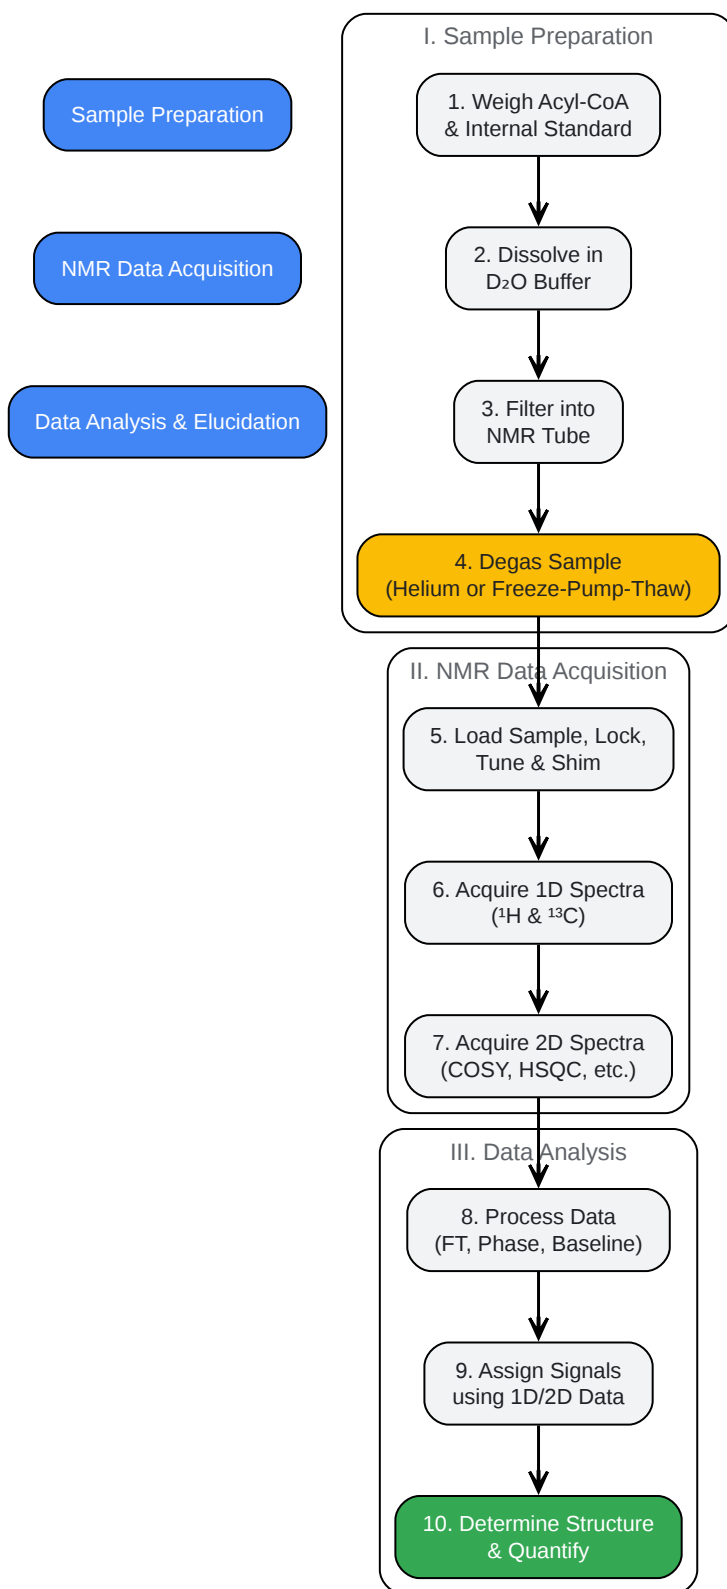 Sample Preparation
NMR Data Acquisition
Data Analysis & Elucidation
I. Sample Preparation
1. Weigh Acyl-CoA
& Internal Standard
2. Dissolve in
D₂O Buffer
3. Filter into
NMR Tube
4. Degas Sample
(Helium or Freeze-Pump-Thaw)
II. NMR Data Acquisition
5. Load Sample, Lock,
Tune & Shim
6. Acquire 1D Spectra
(¹H & ¹³C)
7. Acquire 2D Spectra
(COSY, HSQC, etc.)
III. Data Analysis
8. Process Data
(FT, Phase, Baseline)
9. Assign Signals
using 1D/2D Data
10. Determine Structure
& Quantify